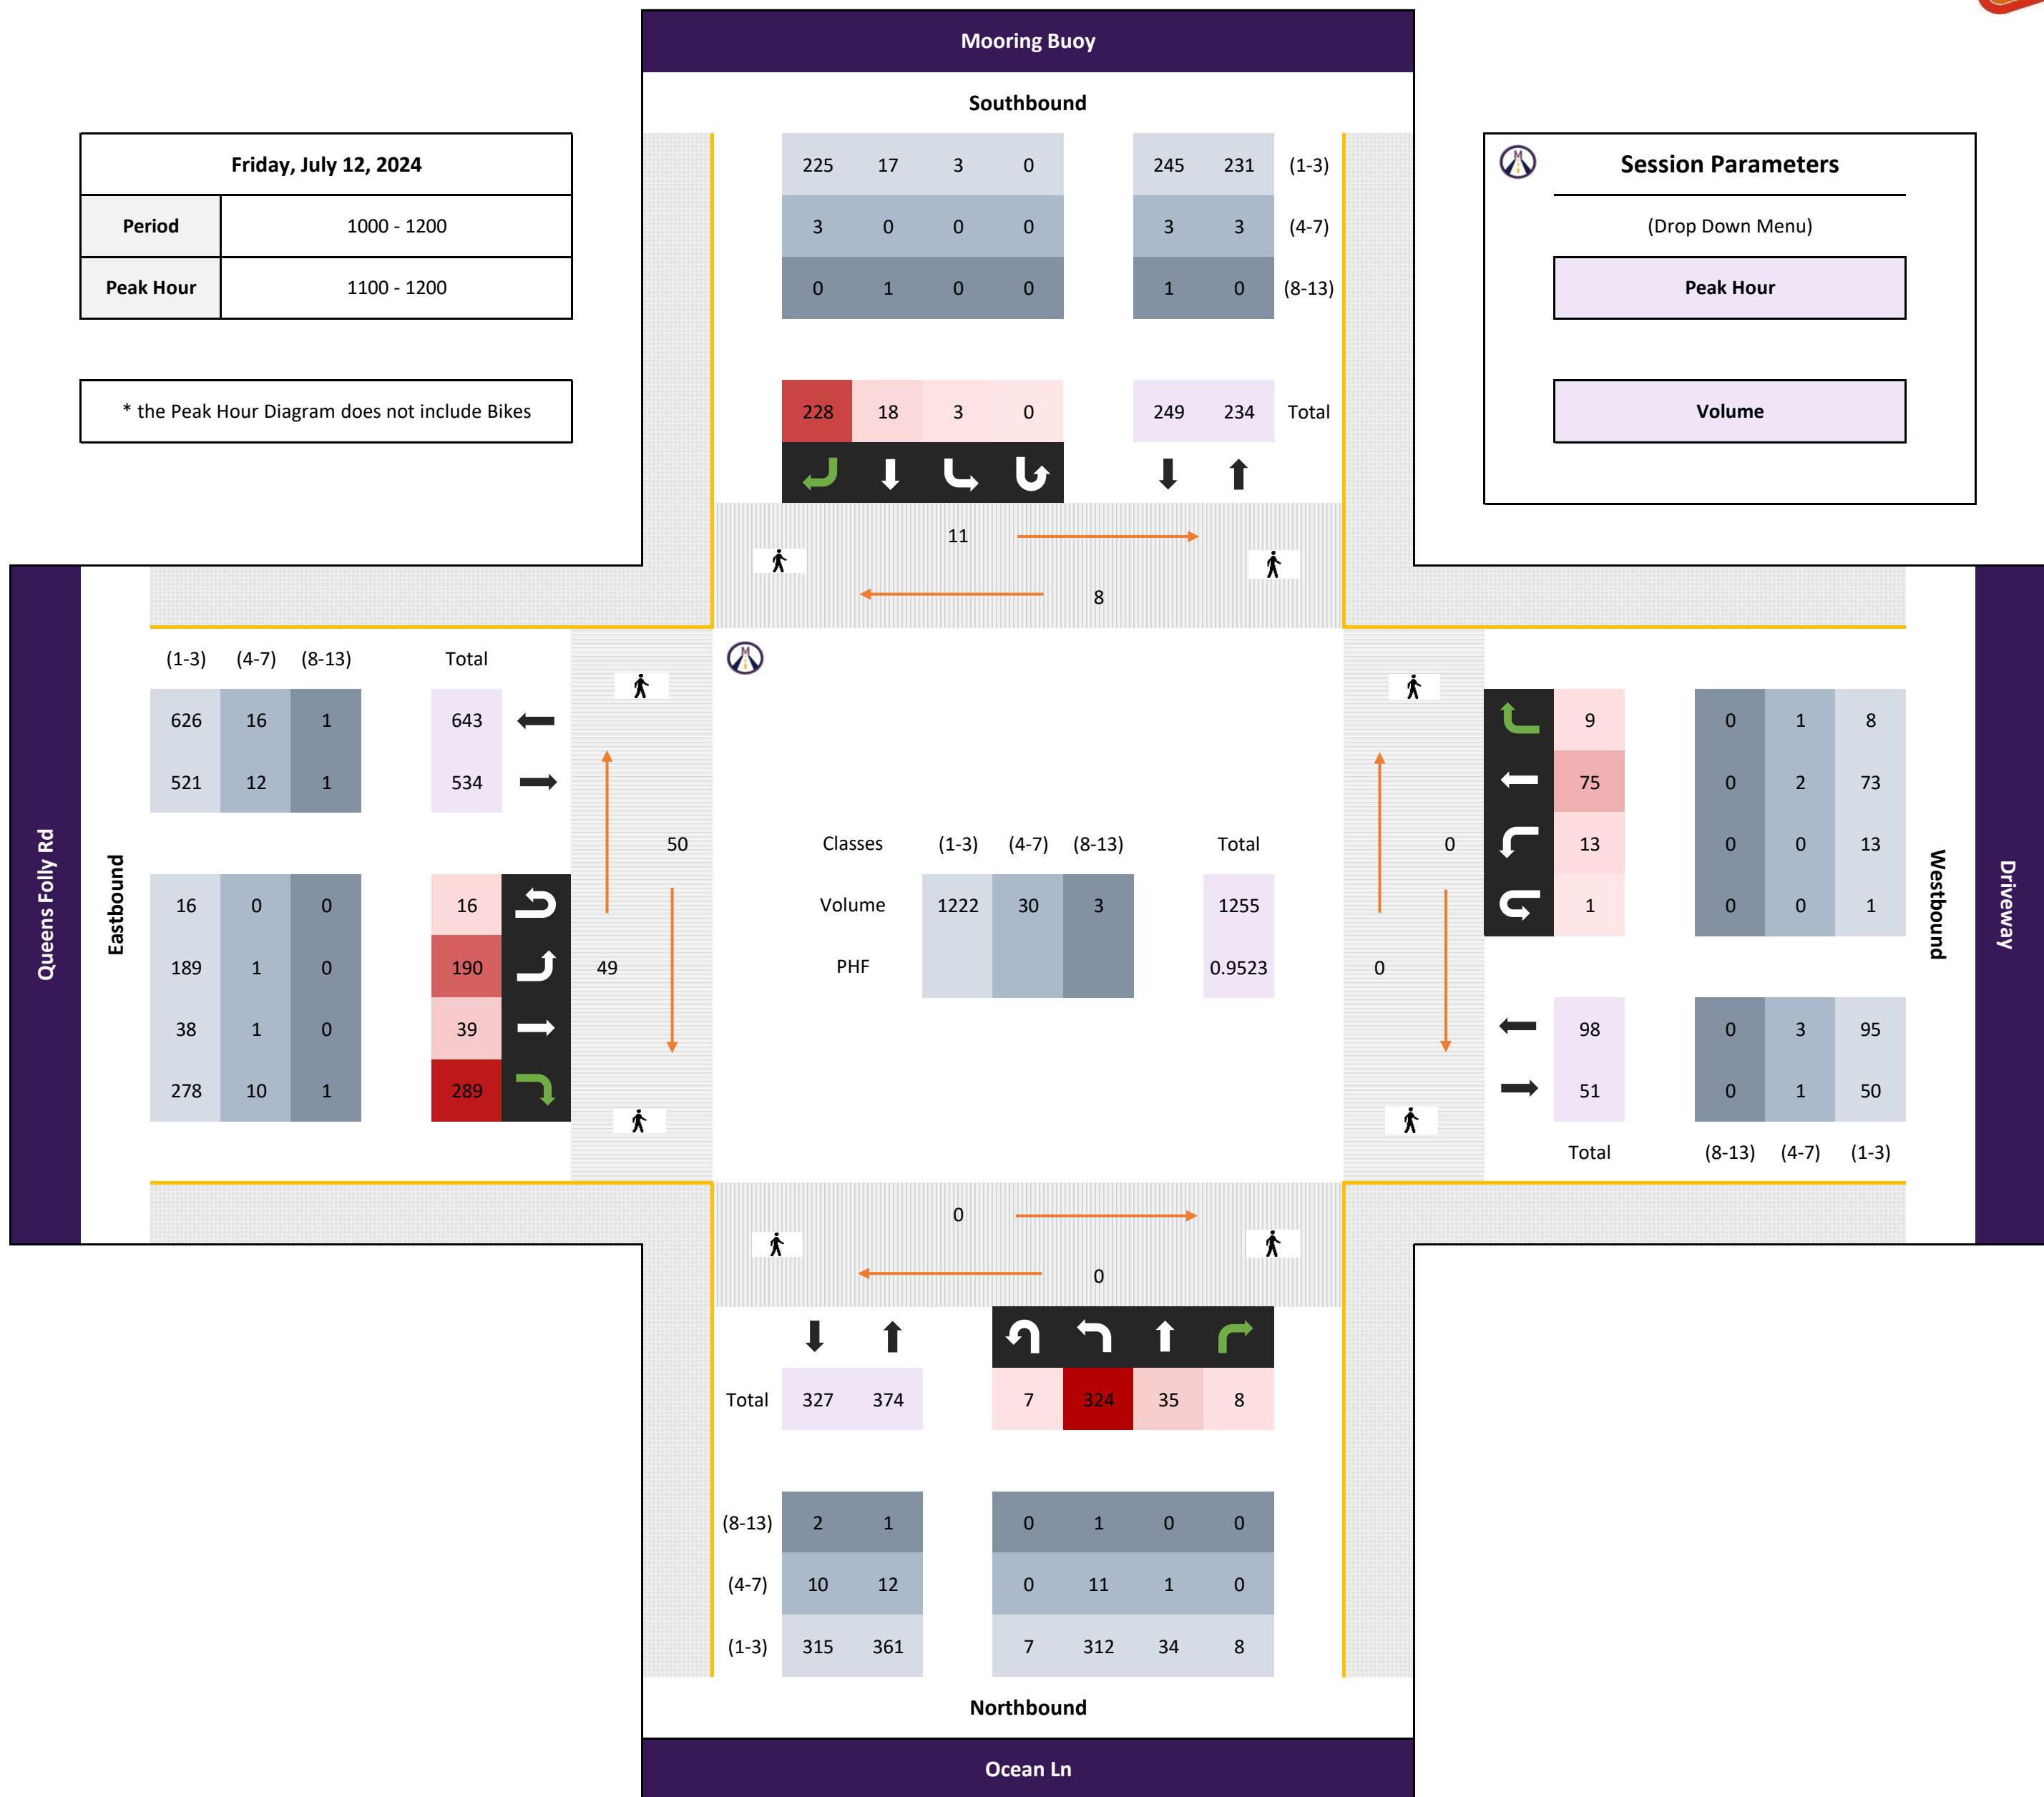 Mooring Buoy
Southbound
Friday, July 12, 2024
Period 1000 - 1200
Peak Hour 1100 - 1200
* the Peak Hour Diagram does not include Bikes
M
Session Parameters
(Drop Down Menu)
Peak Hour
Volume
225 17 3 0 245 231 (1-3)
3 0 0 0 3 3 (4-7)
0 1 0 0 1 0 (8-13)
228 18 3 0 249 234 Total
11
8
Queens Folly Rd
Eastbound
(1-3) (4-7) (8-13) Total
626 16 1 643
521 12 1 534
16 0 0 16
189 1 0 190
38 1 0 39
278 10 1 289
50
49
M
Classes (1-3) (4-7) (8-13) Total
Volume 1222 30 3 1255
PHF 0.9523
0
0
9 0 1 8
75 0 2 73
13 0 0 13
1 0 0 1
98 0 3 95
51 0 1 50
Total (8-13) (4-7) (1-3)
Westbound
Driveway
0
0
Total 327 374 7 324 35 8
(8-13) 2 1 0 1 0 0
(4-7) 10 12 0 11 1 0
(1-3) 315 361 7 312 34 8
Northbound
Ocean Ln